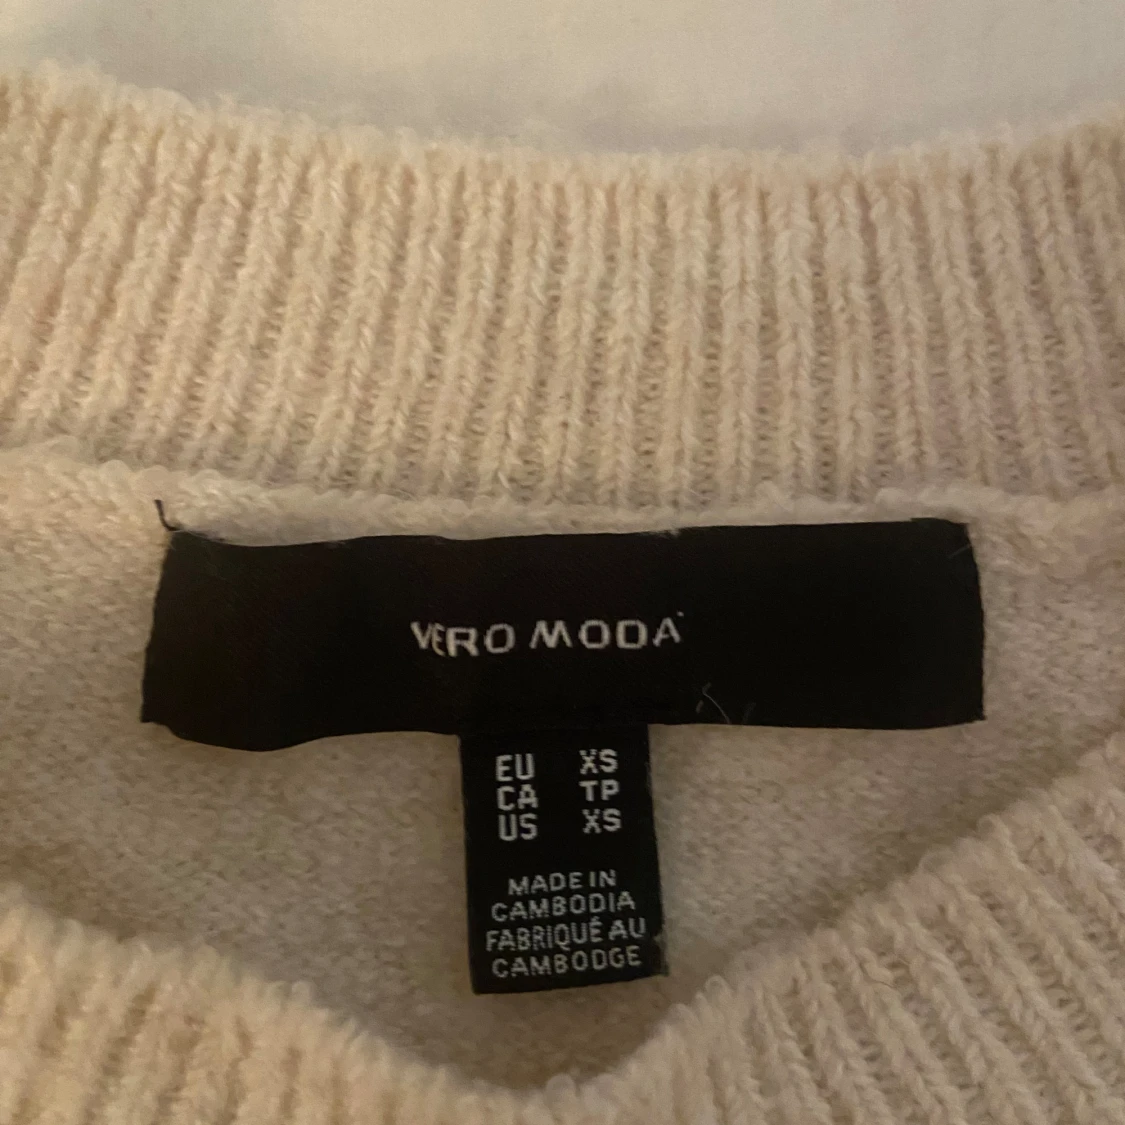 VERO MODA
EU XS
CA TP
US XS
MADE IN
CAMBODIA
FABRIQUÉ AU
CAMBODGE